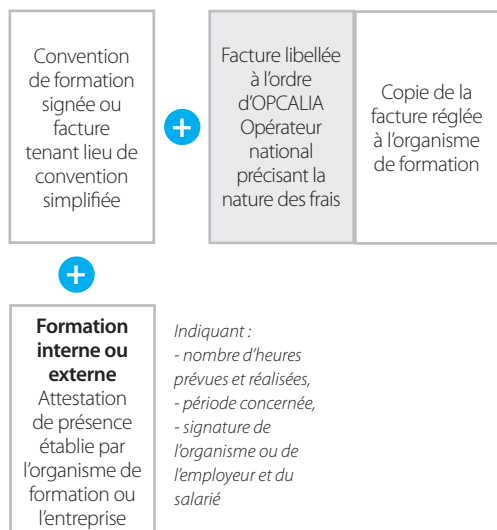 Convention
de formation
signée ou
facture
tenant lieu de
convention
simplifiée
+
Facture libellée
à l’ordre
d’OPCALIA
Opérateur
national
précisant la
nature des frais
Copie de la
facture réglée
à l’organisme
de formation
+
Formation
interne ou
externe
Attestation
de présence
établie par
l’organisme de
formation ou
l’entreprise
Indiquant :
- nombre d’heures
prévues et réalisées,
- période concernée,
- signature de
l’organisme ou de
l’employeur et du
salarié